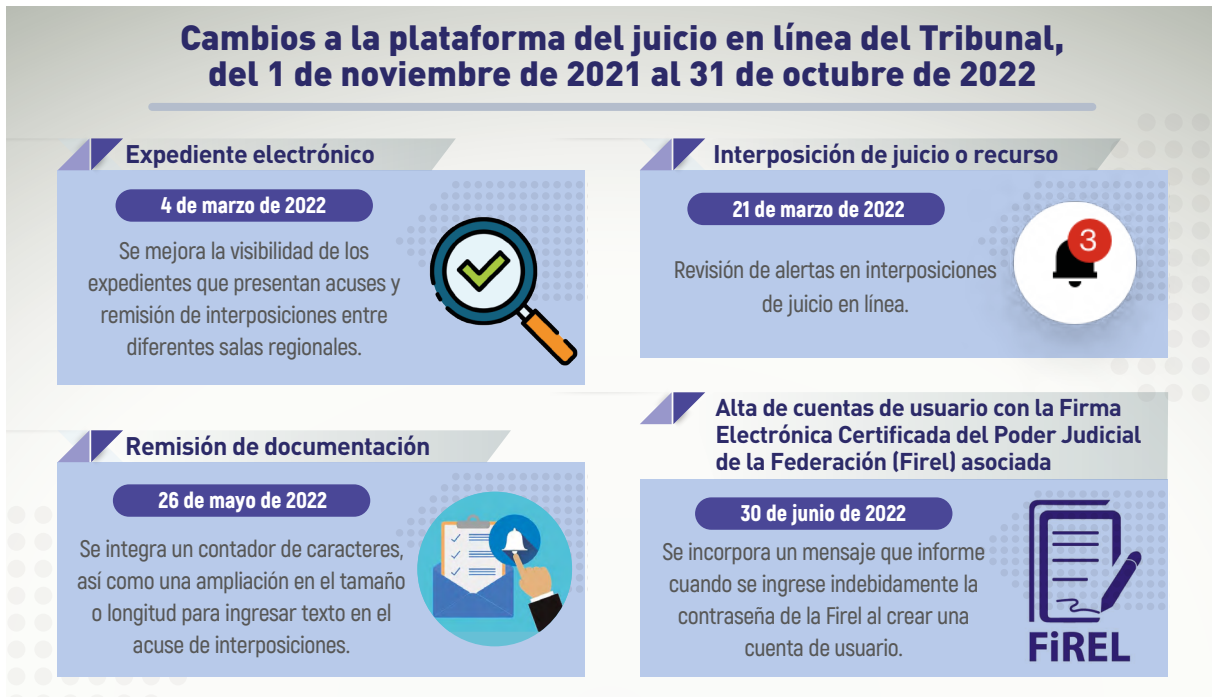 Cambios a la plataforma del juicio en línea del Tribunal,
del 1 de noviembre de 2021 al 31 de octubre de 2022
Expediente electrónico
4 de marzo de 2022
Se mejora la visibilidad de los
expedientes que presentan acuses y
remisión de interposiciones entre
diferentes salas regionales.
Interposición de juicio o recurso
21 de marzo de 2022
Revisión de alertas en interposiciones
de juicio en línea.
3
Remisión de documentación
26 de mayo de 2022
Se integra un contador de caracteres,
así como una ampliación en el tamaño
o longitud para ingresar texto en el
acuse de interposiciones.
Alta de cuentas de usuario con la Firma
Electrónica Certificada del Poder Judicial
de la Federación (Firel) asociada
30 de junio de 2022
Se incorpora un mensaje que informe
cuando se ingrese indebidamente la
contraseña de la Firel al crear una
cuenta de usuario.
FiREL